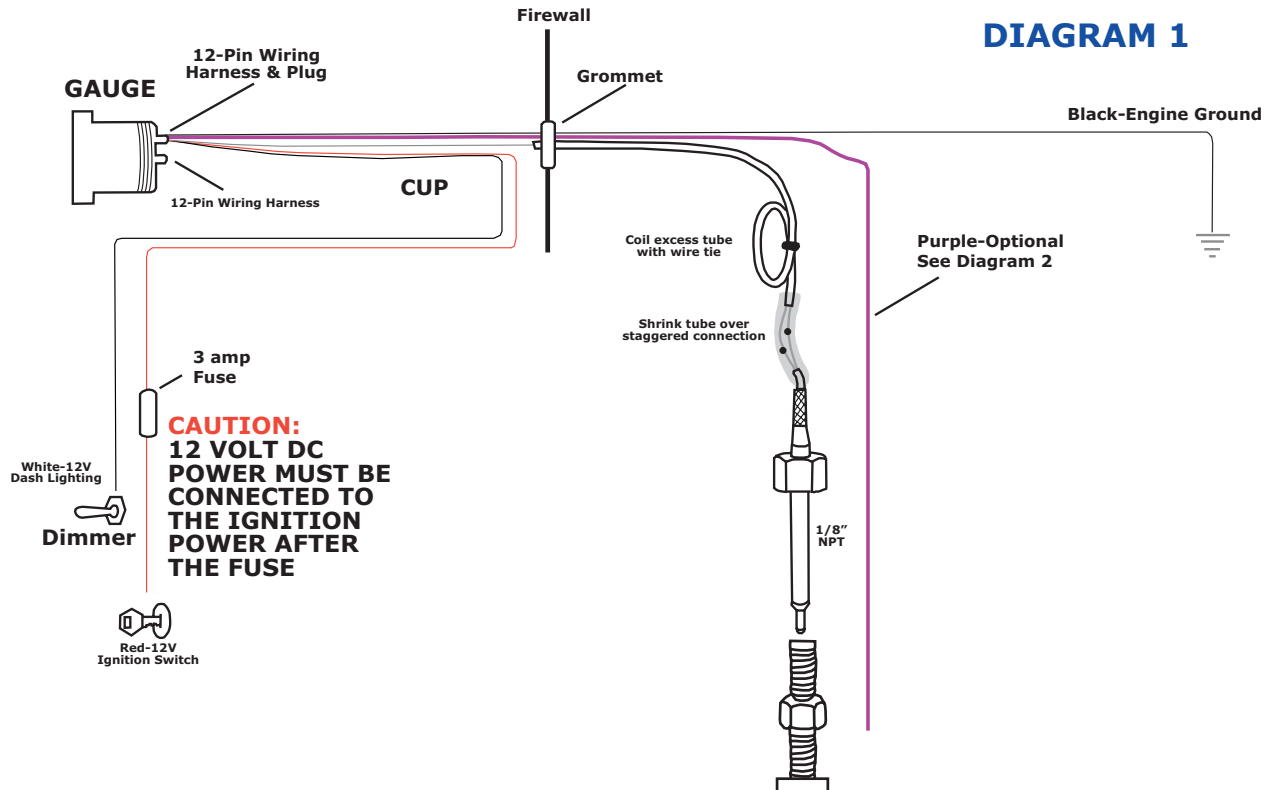 Firewall
DIAGRAM 1
12-Pin Wiring
Harness & Plug
GAUGE
Grommet
Black-Engine Ground
CUP
12-Pin Wiring Harness
Coil excess tube
with wire tie
Purple-Optional
See Diagram 2
Shrink tube over
staggered connection
3 amp
Fuse
CAUTION:
12 VOLT DC
POWER MUST BE
CONNECTED TO
THE IGNITION
POWER AFTER
THE FUSE
White-12V
Dash Lighting
Dimmer
1/8”
NPT
Red-12V
Ignition Switch